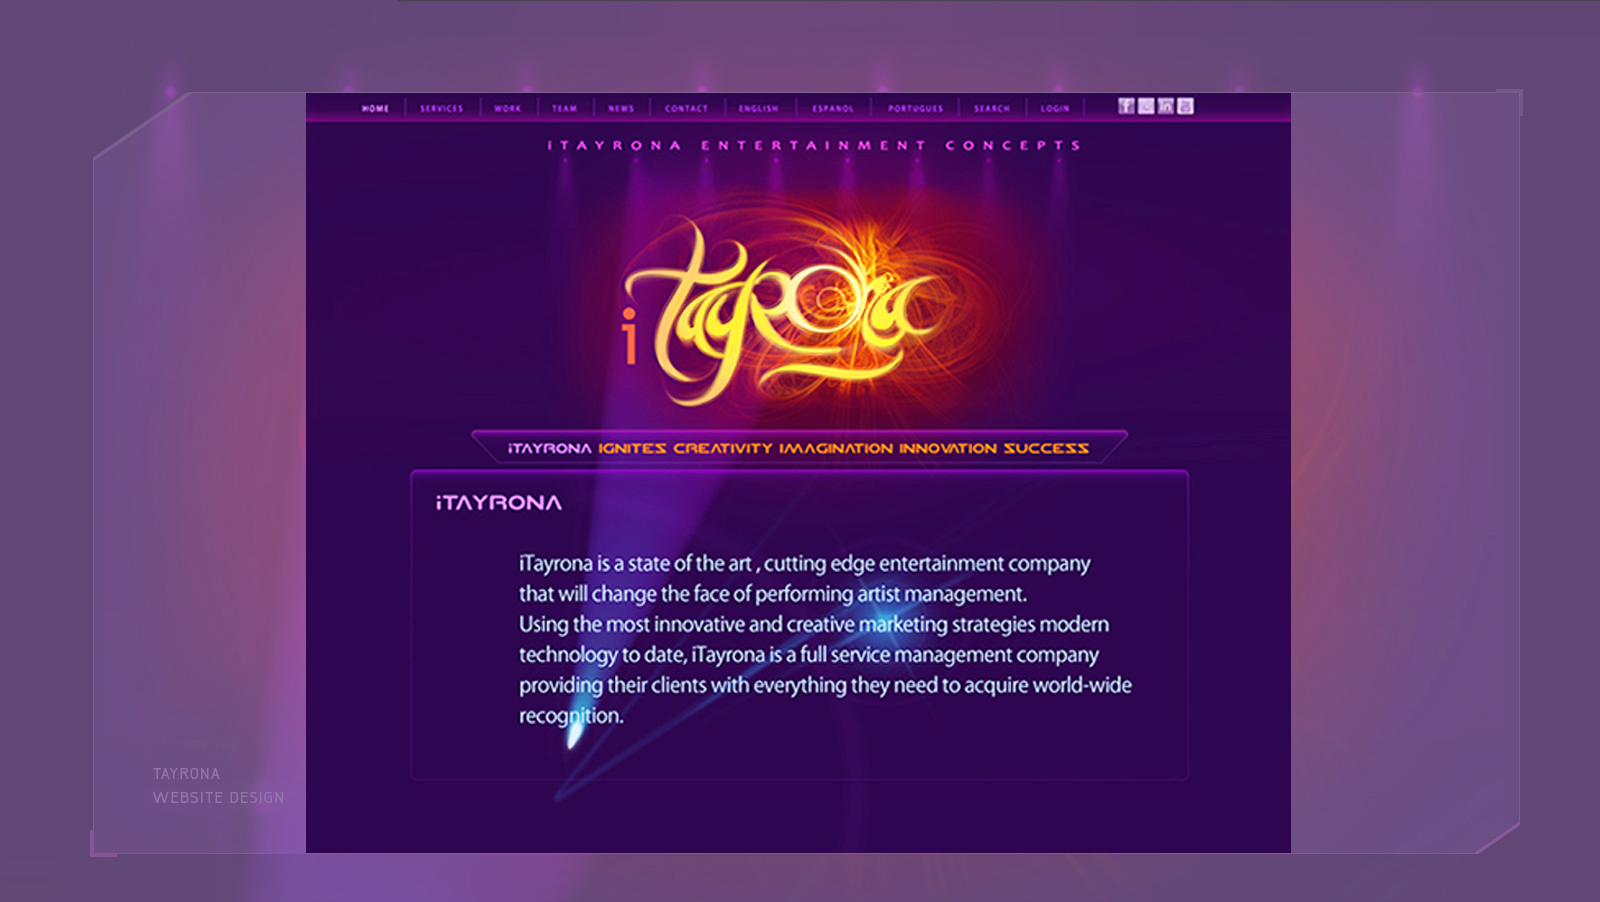 HOME SERVICES WORK TEAM NEWS CONTACT ENGLISH ESPANOL PORTUGUES SEARCH LOGIN
iTAYRONA ENTERTAINMENT CONCEPTS
iTayrona
iTAYRONA IGNITES CREATIVITY IMAGINATION INNOVATION SUCCESS
iTAYRONA
iTayrona is a state of the art , cutting edge entertainment company
that will change the face of performing artist management.
Using the most innovative and creative marketing strategies modern
technology to date, iTayrona is a full service management company
providing their clients with everything they need to acquire world-wide
recognition.
TAYRONA
WEBSITE DESIGN